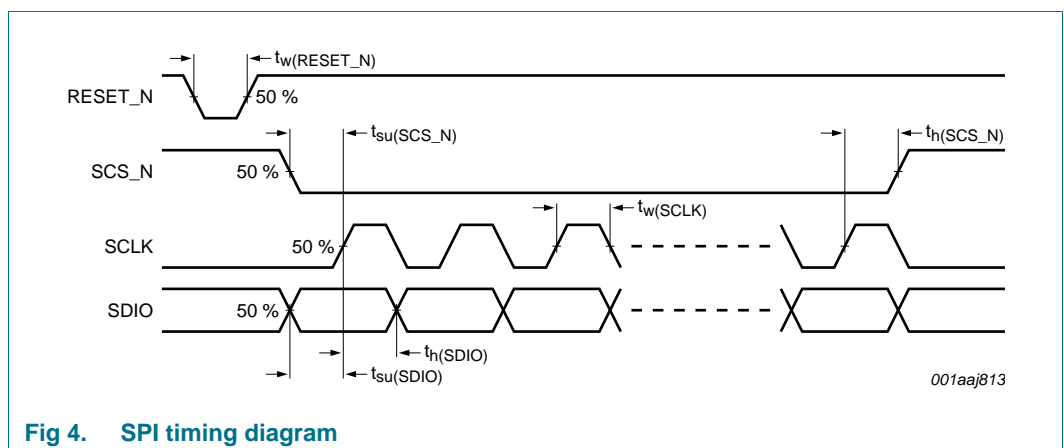 tw(RESET_N)
RESET_N
50 %
tsu(SCS_N)
th(SCS_N)
SCS_N
50 %
tw(SCLK)
SCLK
50 %
SDIO
50 %
th(SDIO)
tsu(SDIO)
001aaj813
Fig 4. SPI timing diagram